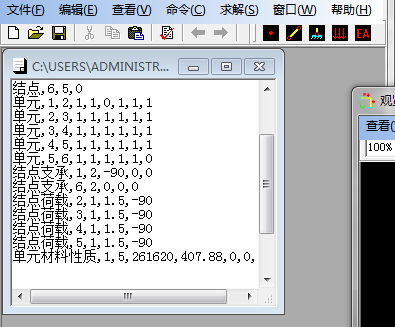 文件(F) 编辑(E) 查看(V) 命令(C) 求解(S) 窗口(W) 帮助(H)
EA
C:\USERS\ADMINISTR...
结点,6,5,0
单元,1,2,1,1,0,1,1,1
单元,2,3,1,1,1,1,1,1
单元,3,4,1,1,1,1,1,1
单元,4,5,1,1,1,1,1,1
单元,5,6,1,1,1,1,1,0
结点支承,1,2,-90,0,0
结点支承,6,2,0,0,0
结点荷载,2,1,1.5,-90
结点荷载,3,1,1.5,-90
结点荷载,4,1,1.5,-90
结点荷载,5,1,1.5,-90
单元材料性质,1,5,261620,407.88,0,0,
查看(
100%